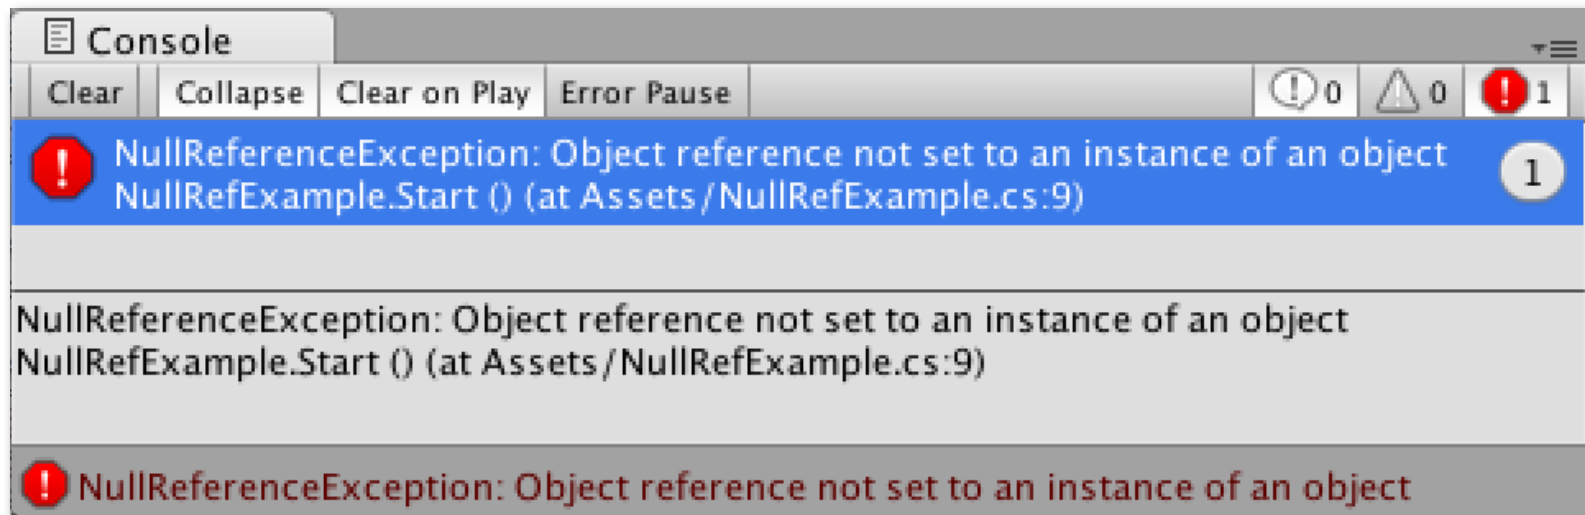 Console
Clear Collapse Clear on Play Error Pause 0 0 1
NullReferenceException: Object reference not set to an instance of an object
NullRefExample.Start () (at Assets/NullRefExample.cs:9)
1
NullReferenceException: Object reference not set to an instance of an object
NullRefExample.Start () (at Assets/NullRefExample.cs:9)
NullReferenceException: Object reference not set to an instance of an object